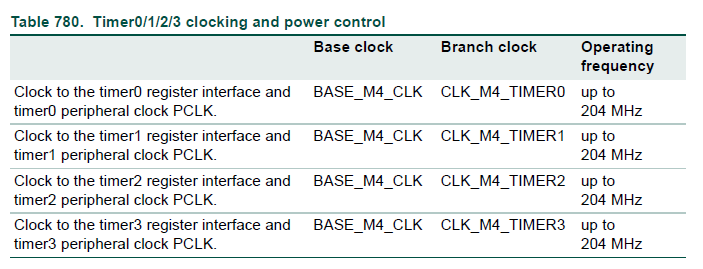 Table 780. Timer0/1/2/3 clocking and power control
Base clock Branch clock Operating
frequency
Clock to the timer0 register interface and BASE_M4_CLK CLK_M4_TIMER0 up to
timer0 peripheral clock PCLK. 204 MHz
Clock to the timer1 register interface and BASE_M4_CLK CLK_M4_TIMER1 up to
timer1 peripheral clock PCLK. 204 MHz
Clock to the timer2 register interface and BASE_M4_CLK CLK_M4_TIMER2 up to
timer2 peripheral clock PCLK. 204 MHz
Clock to the timer3 register interface and BASE_M4_CLK CLK_M4_TIMER3 up to
timer3 peripheral clock PCLK. 204 MHz